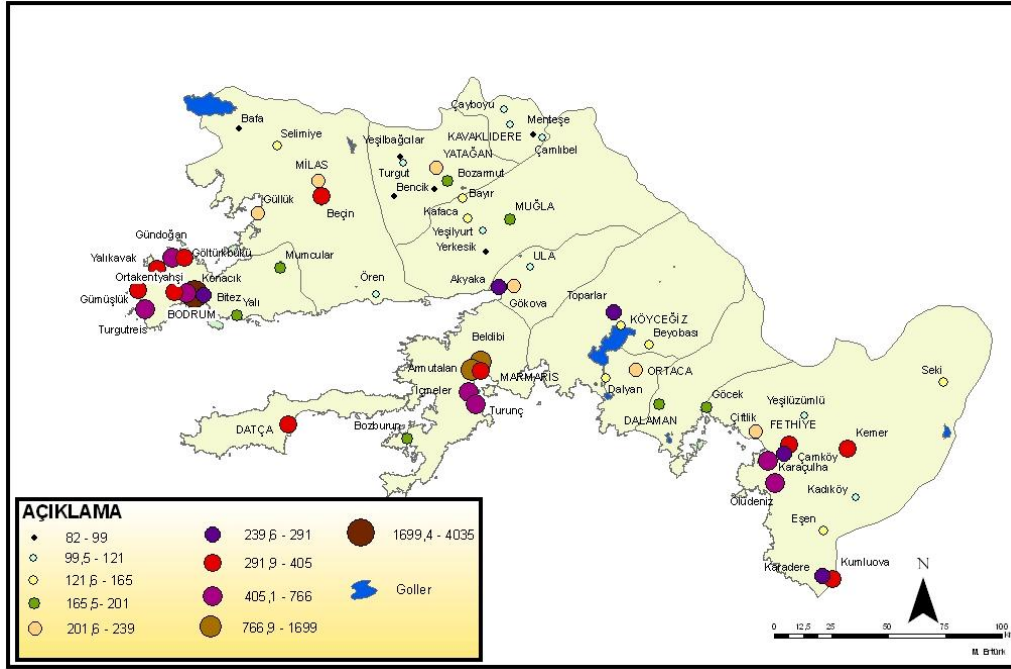 Çayboyu
Menteşe
Bafa
KAVAKLIDERE
Selimiye
Yeşilbağcılar
Çamlıbel
YATAĞAN
MİLAS
Turgut
Bozarmut
Bencik
Bayır
Güllük
Beçin
Kafaca
MUĞLA
Gündoğan
Yeşilyurt
Yerkesik
Yalıkavak
Göltürkbükü
Mumcular
ULA
Ortakentyahşi
Konacık
Ören
Akyaka
Gökova
Toparlar
Gümüşlük
Bitez
Yalı
BODRUM
Turgutreis
KÖYCEĞİZ
Beyobası
Beldibi
Armutalan
MARMARİS
ORTACA
Seki
İçmeler
Dalyan
Turunç
Göcek
Yeşilüzümlü
DALAMAN
DATÇA
Bozburun
Çiftlik
FETHİYE
Kemer
Çamköy
Karaçulha
Kadıköy
Ölüdeniz
Eşen
Karadere
Kumluova
AÇIKLAMA
82 - 99
99,5 - 121
121,6 - 165
165,5 - 201
201,6 - 239
239,6 - 291
291,9 - 405
405,1 - 766
766,9 - 1699
1699,4 - 4035
Goller
N
0 12,5 25 50 75 100
M. Ertürk